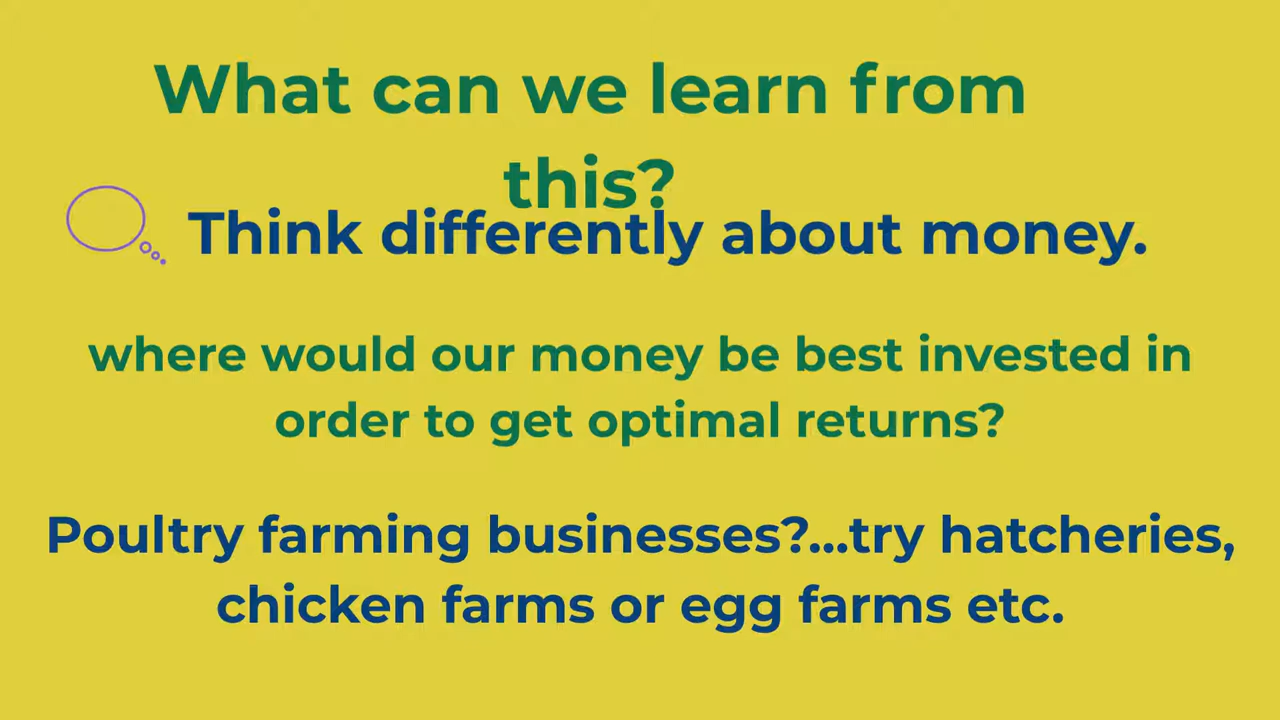 What can we learn from
this?
Think differently about money.
where would our money be best invested in
order to get optimal returns?
Poultry farming businesses?...try hatcheries,
chicken farms or egg farms etc.